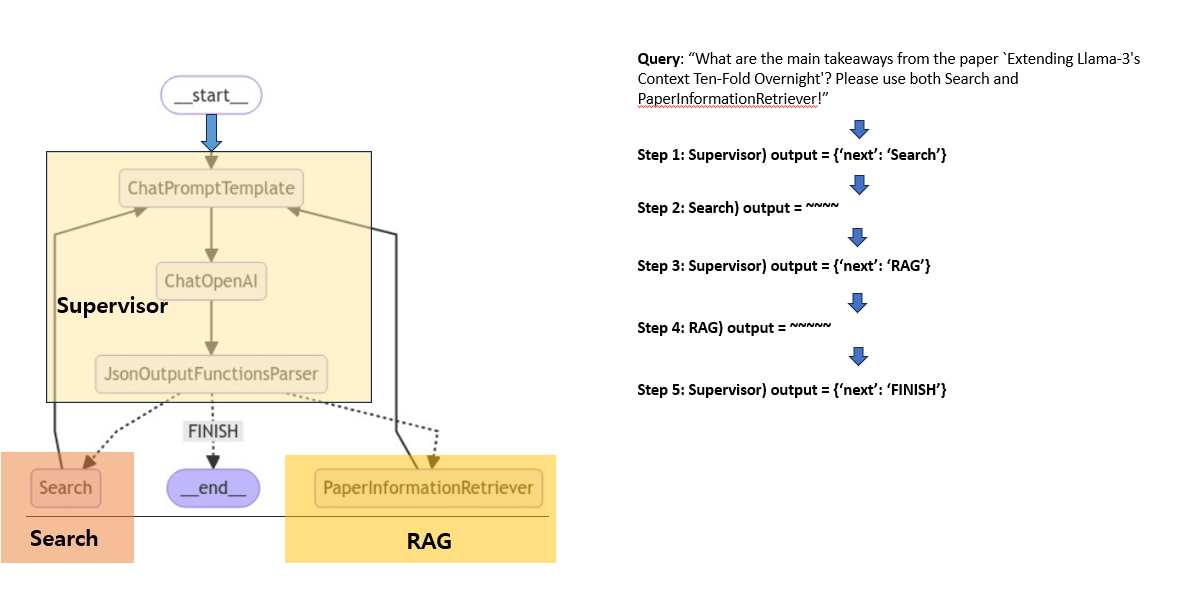 __start__
ChatPromptTemplate
ChatOpenAI
Supervisor
JsonOutputFunctionsParser
FINISH
Search
__end__
PaperInformationRetriever
Search
RAG
Query: “What are the main takeaways from the paper `Extending Llama-3's
Context Ten-Fold Overnight'? Please use both Search and
PaperInformationRetriever!”
Step 1: Supervisor) output = {‘next’: ‘Search’}
Step 2: Search) output = ~~~~
Step 3: Supervisor) output = {‘next’: ‘RAG’}
Step 4: RAG) output = ~~~~~
Step 5: Supervisor) output = {‘next’: ‘FINISH’}